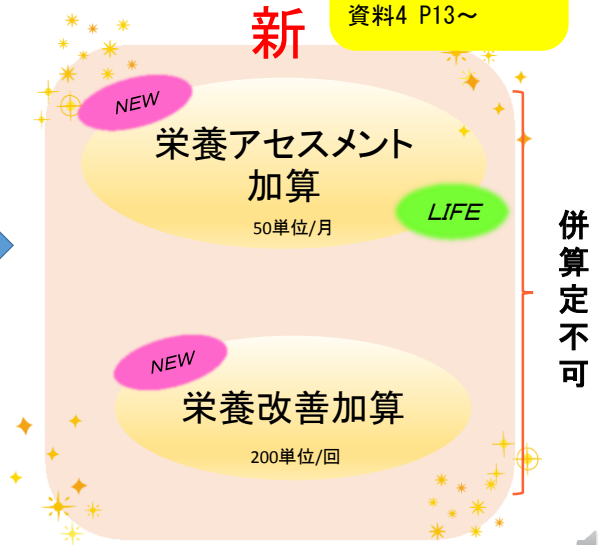 新
資料4 P13～
NEW
栄養アセスメント
加算
50単位/月
LIFE
NEW
栄養改善加算
200単位/回
併算定不可